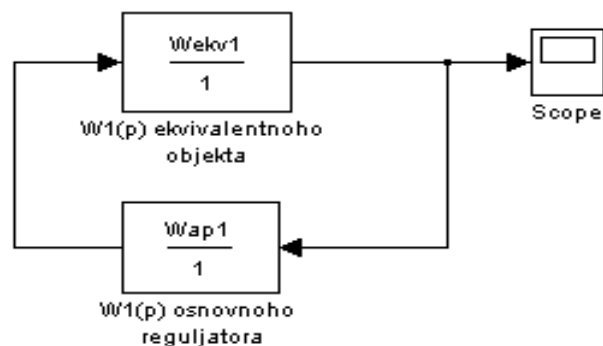 Wekv1
1
W1(p) ekvivalentnoho
objekta
Scope
Wap1
1
W1(p) osnovnoho
reguljatora